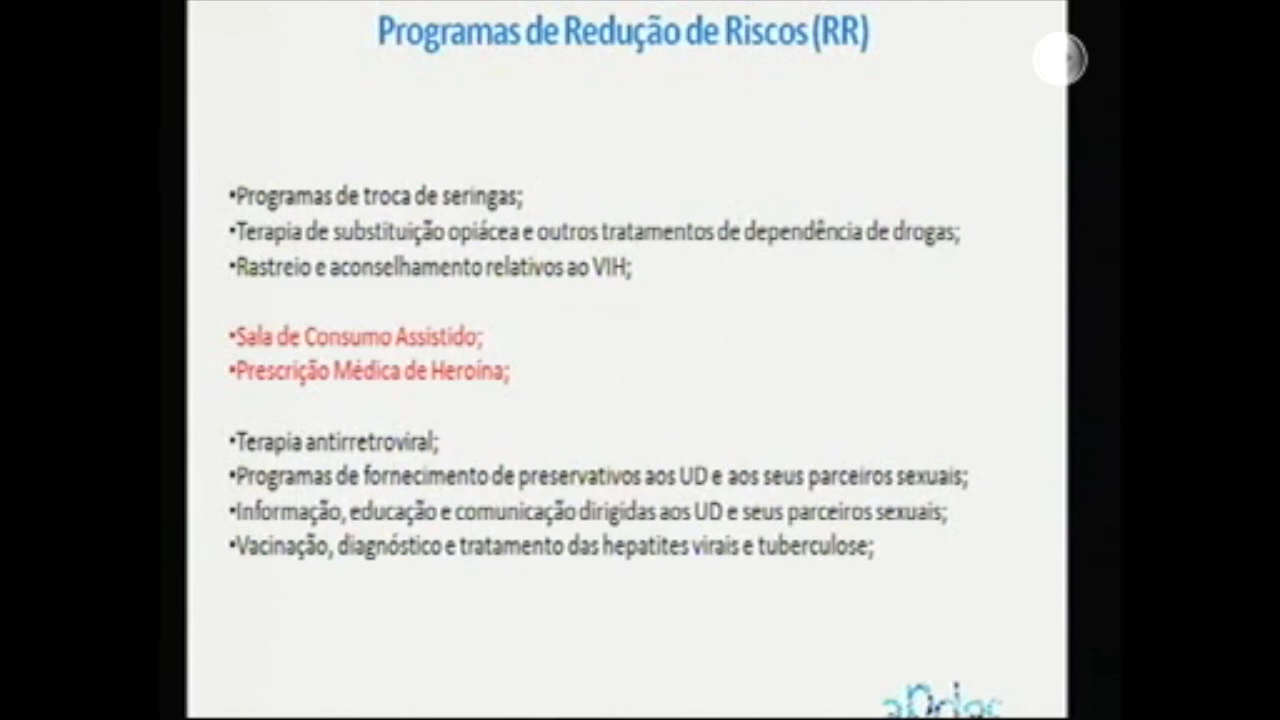 Programas de Redução de Riscos (RR)
•Programas de troca de seringas;
•Terapia de substituição opiácea e outros tratamentos de dependência de drogas;
•Rastreio e aconselhamento relativos ao VIH;
•Sala de Consumo Assistido;
•Prescrição Médica de Heroína;
•Terapia antirretroviral;
•Programas de fornecimento de preservativos aos UD e aos seus parceiros sexuais;
•Informação, educação e comunicação dirigidas aos UD e seus parceiros sexuais;
•Vacinação, diagnóstico e tratamento das hepatites virais e tuberculose;